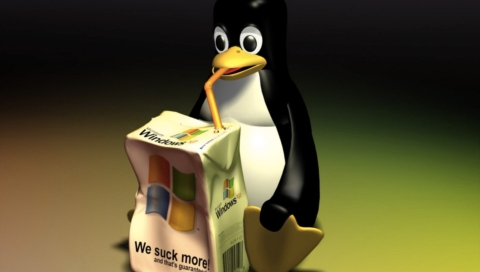 Windows
Windows
We suck more!
and that's guaranteed